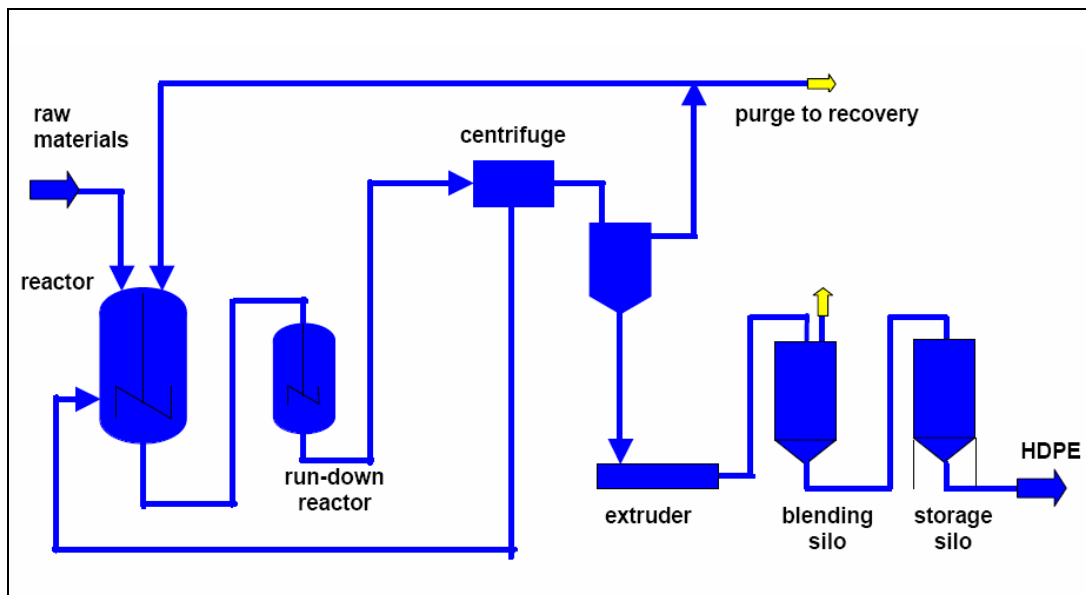 raw
materials
purge to recovery
centrifuge
reactor
run-down
reactor
extruder
blending
silo
storage
silo
HDPE